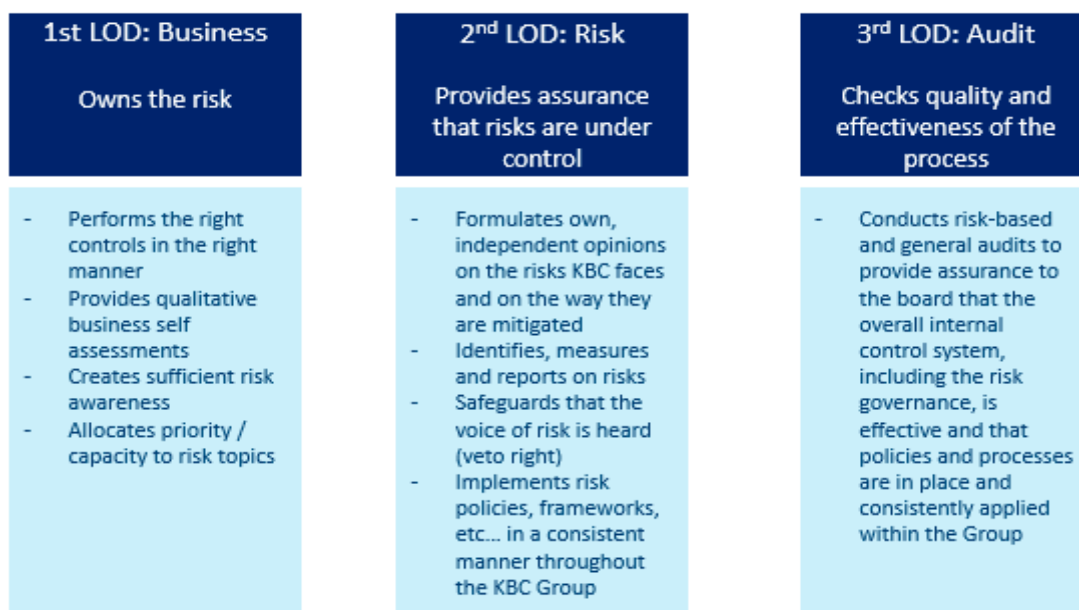 1st LOD: Business
Owns the risk
- Performs the right
controls in the right
manner
- Provides qualitative
business self
assessments
- Creates sufficient risk
awareness
- Allocates priority /
capacity to risk topics
2nd LOD: Risk
Provides assurance
that risks are under
control
- Formulates own,
independent opinions
on the risks KBC faces
and on the way they
are mitigated
- Identifies, measures
and reports on risks
- Safeguards that the
voice of risk is heard
(veto right)
- Implements risk
policies, frameworks,
etc... in a consistent
manner throughout
the KBC Group
3rd LOD: Audit
Checks quality and
effectiveness of the
process
- Conducts risk-based
and general audits to
provide assurance to
the board that the
overall internal
control system,
including the risk
governance, is
effective and that
policies and processes
are in place and
consistently applied
within the Group